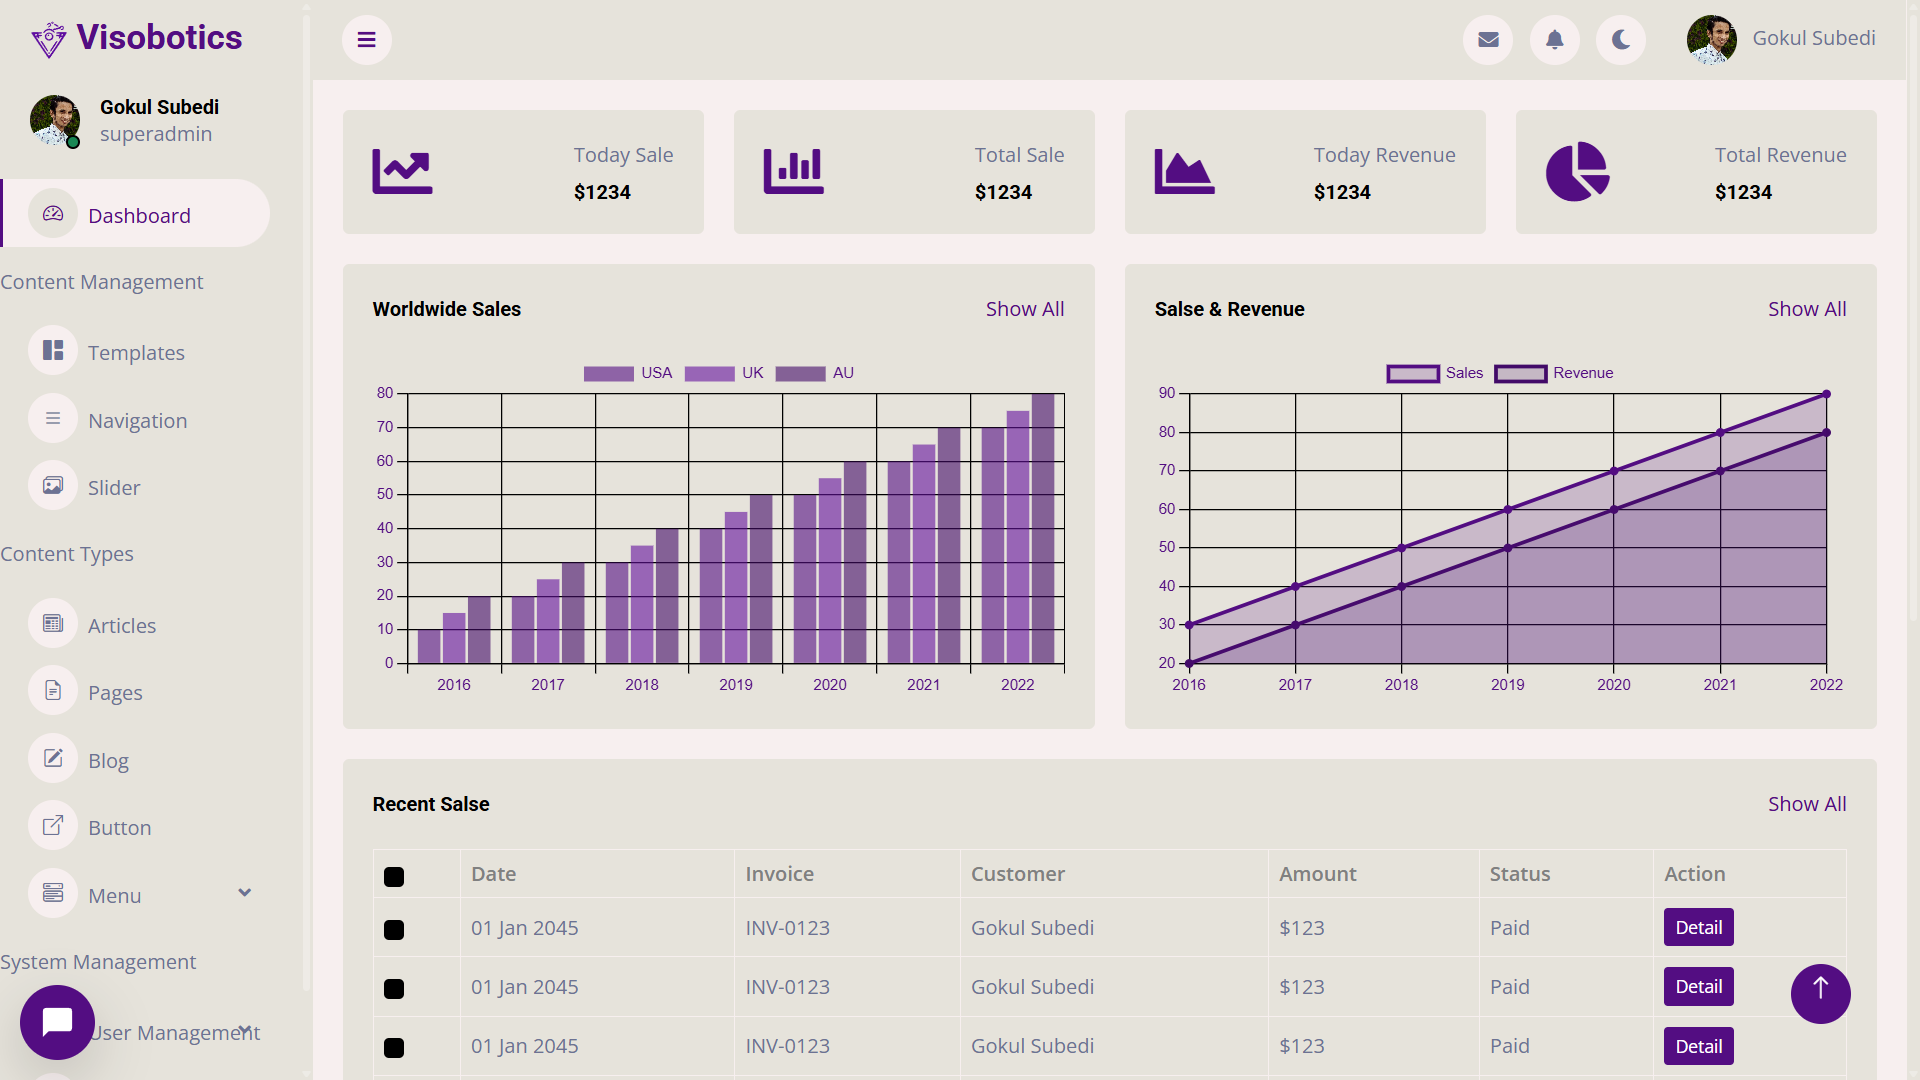 Visobotics
Gokul Subedi
superadmin
Dashboard
Content Management
Templates
Navigation
Slider
Content Types
Articles
Pages
Blog
Button
Menu
System Management
User Management
Gokul Subedi
Today Sale
$1234
Total Sale
$1234
Today Revenue
$1234
Total Revenue
$1234
Worldwide Sales Show All
USA UK AU
80
70
60
50
40
30
20
10
0
2016 2017 2018 2019 2020 2021 2022
Salse & Revenue Show All
Sales Revenue
90
80
70
60
50
40
30
20
2016 2017 2018 2019 2020 2021 2022
Recent Salse Show All
Date Invoice Customer Amount Status Action
01 Jan 2045 INV-0123 Gokul Subedi $123 Paid Detail
01 Jan 2045 INV-0123 Gokul Subedi $123 Paid Detail
01 Jan 2045 INV-0123 Gokul Subedi $123 Paid Detail